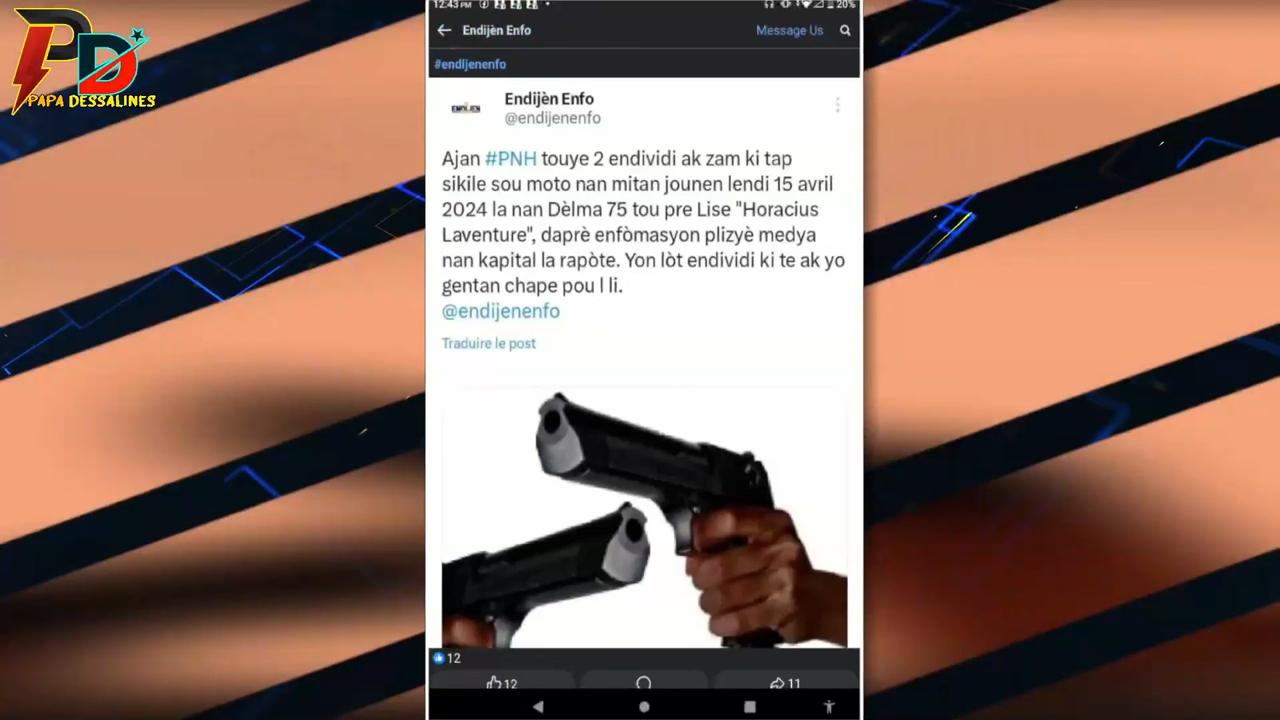 PD
PAPA DESSALINES
12:43 PM
20%
Endijèn Enfo
Message Us
#endijenenfo
ENDIJEN
Endijèn Enfo
@endijenenfo
Ajan #PNH touye 2 endividi ak zam ki tap
sikile sou moto nan mitan jounen lendi 15 avril
2024 la nan Dèlma 75 tou pre Lise "Horacius
Laventure", daprè enfòmasyon plizyè medya
nan kapital la rapòte. Yon lòt endividi ki te ak yo
gentan chape pou l li.
@endijenenfo
Traduire le post
12
12
11